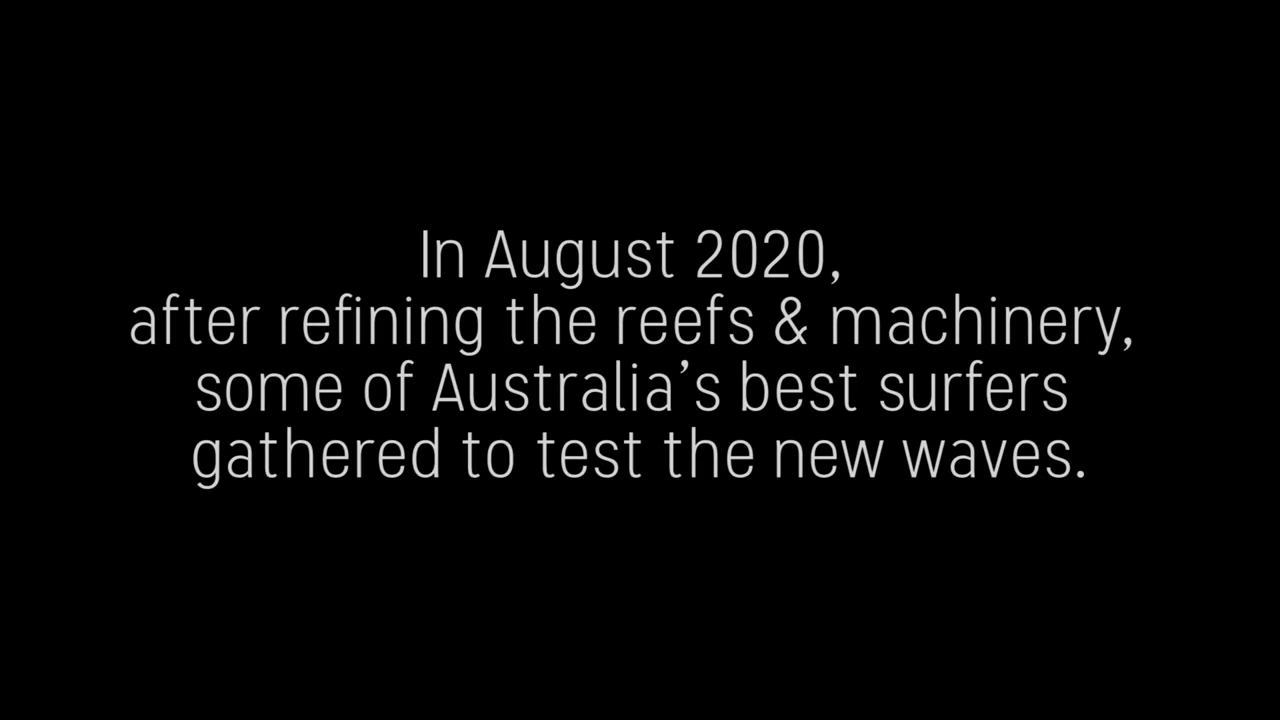 In August 2020,
after refining the reefs & machinery,
some of Australia’s best surfers
gathered to test the new waves.